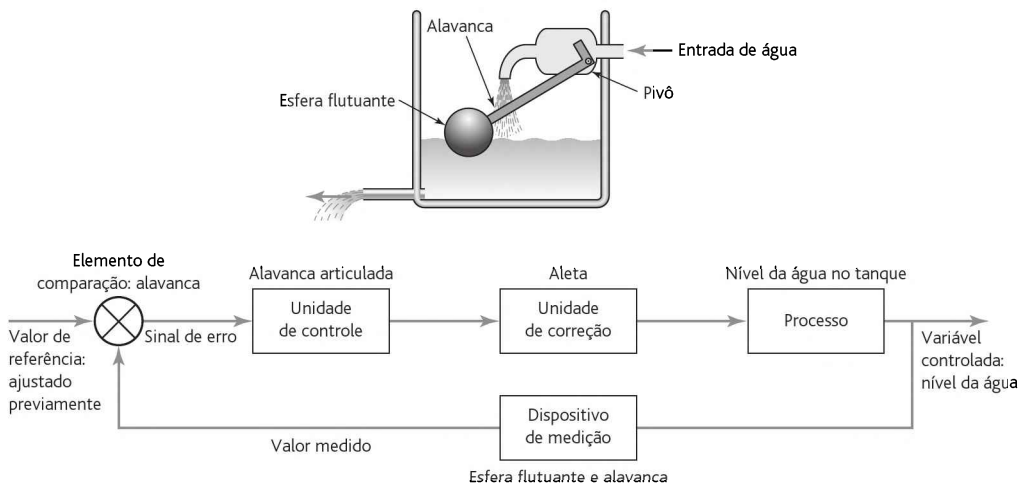 Alavanca
Entrada de água
Esfera flutuante
Pivô
Elemento de
comparação: alavanca
Alavanca articulada
Aleta
Nível da água no tanque
Unidade
de controle
Unidade
de correção
Processo
Valor de
referência:
ajustado
previamente
Sinal de erro
Variável
controlada:
nível da água
Dispositivo
de medição
Valor medido
Esfera flutuante e alavanca